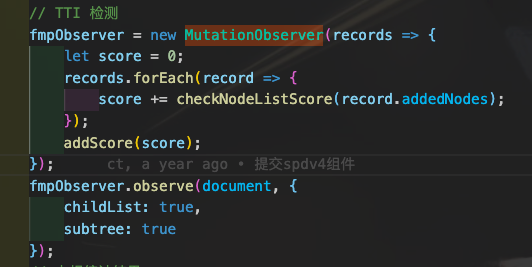 // TTI 检测
fmpObserver = new MutationObserver(records => {
let score = 0;
records.forEach(record => {
score += checkNodeListScore(record.addedNodes);
});
addScore(score);
}); ct, a year ago • 提交spdv4组件
fmpObserver.observe(document, {
childList: true,
subtree: true
});